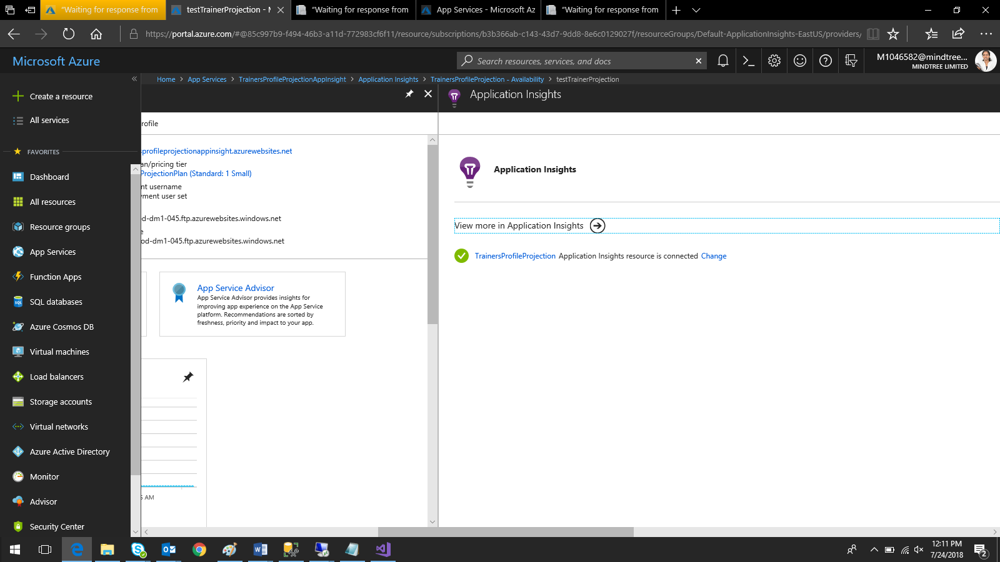 "Waiting for response from
testTrainerProjection - M
"Waiting for response from
App Services - Microsoft Az
"Waiting for response from
https://portal.azure.com/#@85c997b9-f494-46b3-a11d-772983cf6f11/resource/subscriptions/b3b366ab-c143-43d7-9dd8-8e6c0129027f/resourceGroups/Default-ApplicationInsights-EastUS/providers/
Microsoft Azure
Search resources, services, and docs
M1046582@mindtree...
MINDTREE LIMITED
Home > App Services > TrainersProfileProjectionAppInsight > Application Insights > TrainersProfileProjection - Availability > testTrainerProjection
Create a resource
All services
FAVORITES
Dashboard
All resources
Resource groups
App Services
Function Apps
SQL databases
Azure Cosmos DB
Virtual machines
Load balancers
Storage accounts
Virtual networks
Azure Active Directory
Monitor
Advisor
Security Center
rofile
sprofileprojectionappinsight.azurewebsites.net
an/pricing tier
ProjectionPlan (Standard: 1 Small)
nt username
yment user set
od-dm1-045.ftp.azurewebsites.windows.net
e
od-dm1-045.ftp.azurewebsites.windows.net
App Service Advisor
App Service Advisor provides insights for
improving app experience on the App Service
platform. Recommendations are sorted by
freshness, priority and impact to your app.
5 AM
Application Insights
Application Insights
View more in Application Insights
TrainersProfileProjection Application Insights resource is connected Change
12:11 PM
7/24/2018
2